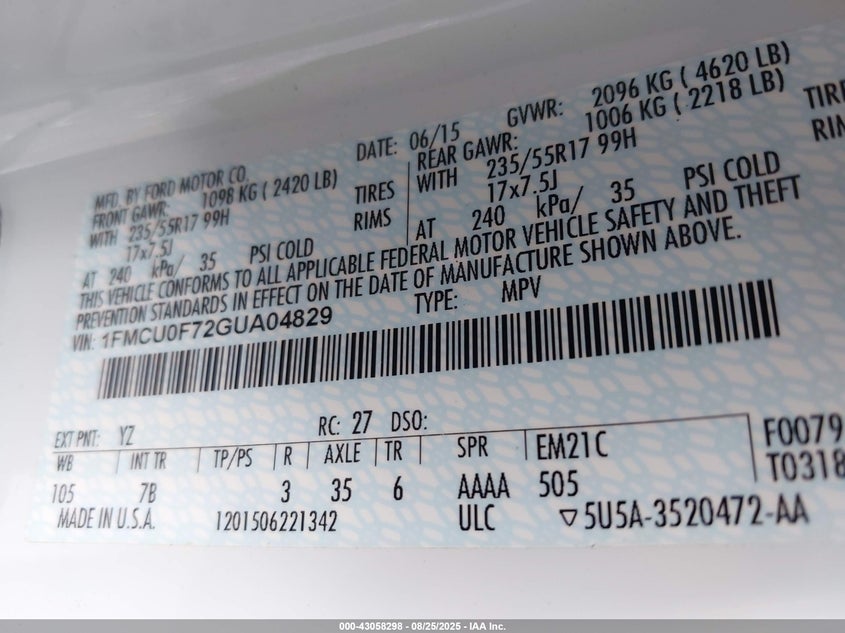 MFD. BY FORD MOTOR CO. DATE: 06/15 GVWR: 2096 KG ( 4620 LB)
FRONT GAWR: 1098 KG ( 2420 LB) REAR GAWR: 1006 KG ( 2218 LB)
WITH 235/55R17 99H TIRES WITH 235/55R17 99H TIRE
17x7.5J RIMS 17x7.5J RIM
AT 240 kPa/ 35 PSI COLD AT 240 kPa/ 35 PSI COLD
THIS VEHICLE CONFORMS TO ALL APPLICABLE FEDERAL MOTOR VEHICLE SAFETY AND THEFT
PREVENTION STANDARDS IN EFFECT ON THE DATE OF MANUFACTURE SHOWN ABOVE.
VIN: 1FMCU0F72GUA04829 TYPE: MPV
EXT PNT: YZ RC: 27 DSO: F0079
WB INT TR TP/PS R AXLE TR SPR EM21C T0318
105 7B 3 35 6 AAAA 505
MADE IN U.S.A. 1201506221342 ULC ▽5U5A-3520472-AA
000-43058298 - 08/25/2025 - IAA Inc.